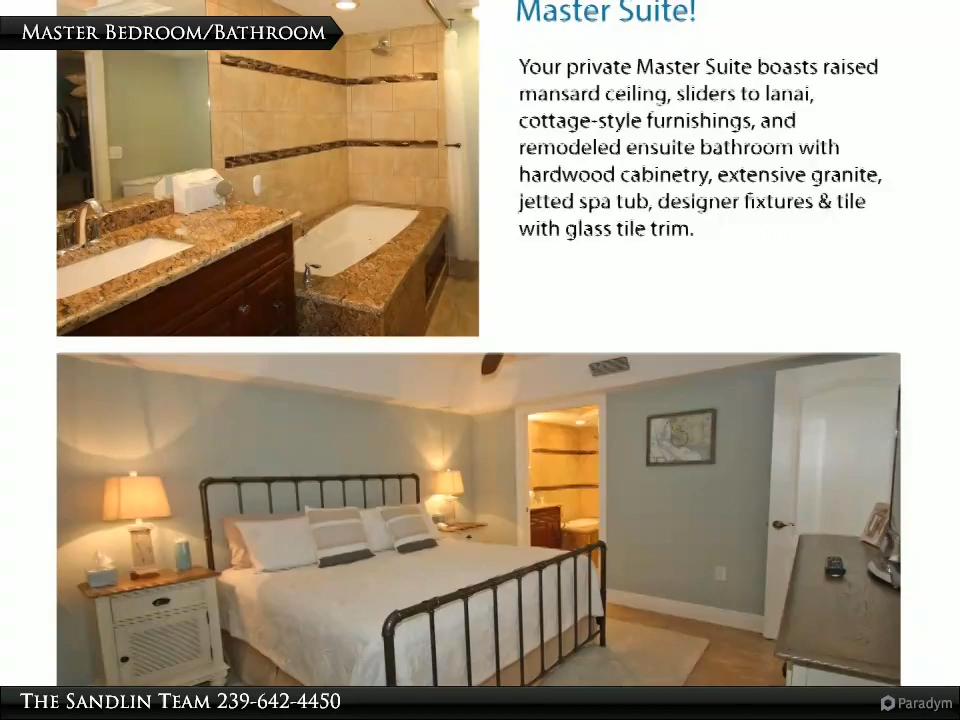 Master Suite!
MASTER BEDROOM/BATHROOM
Your private Master Suite boasts raised
mansard ceiling, sliders to lanai,
cottage-style furnishings, and
remodeled ensuite bathroom with
hardwood cabinetry, extensive granite,
jetted spa tub, designer fixtures & tile
with glass tile trim.
THE SANDLIN TEAM 239-642-4450
Paradym